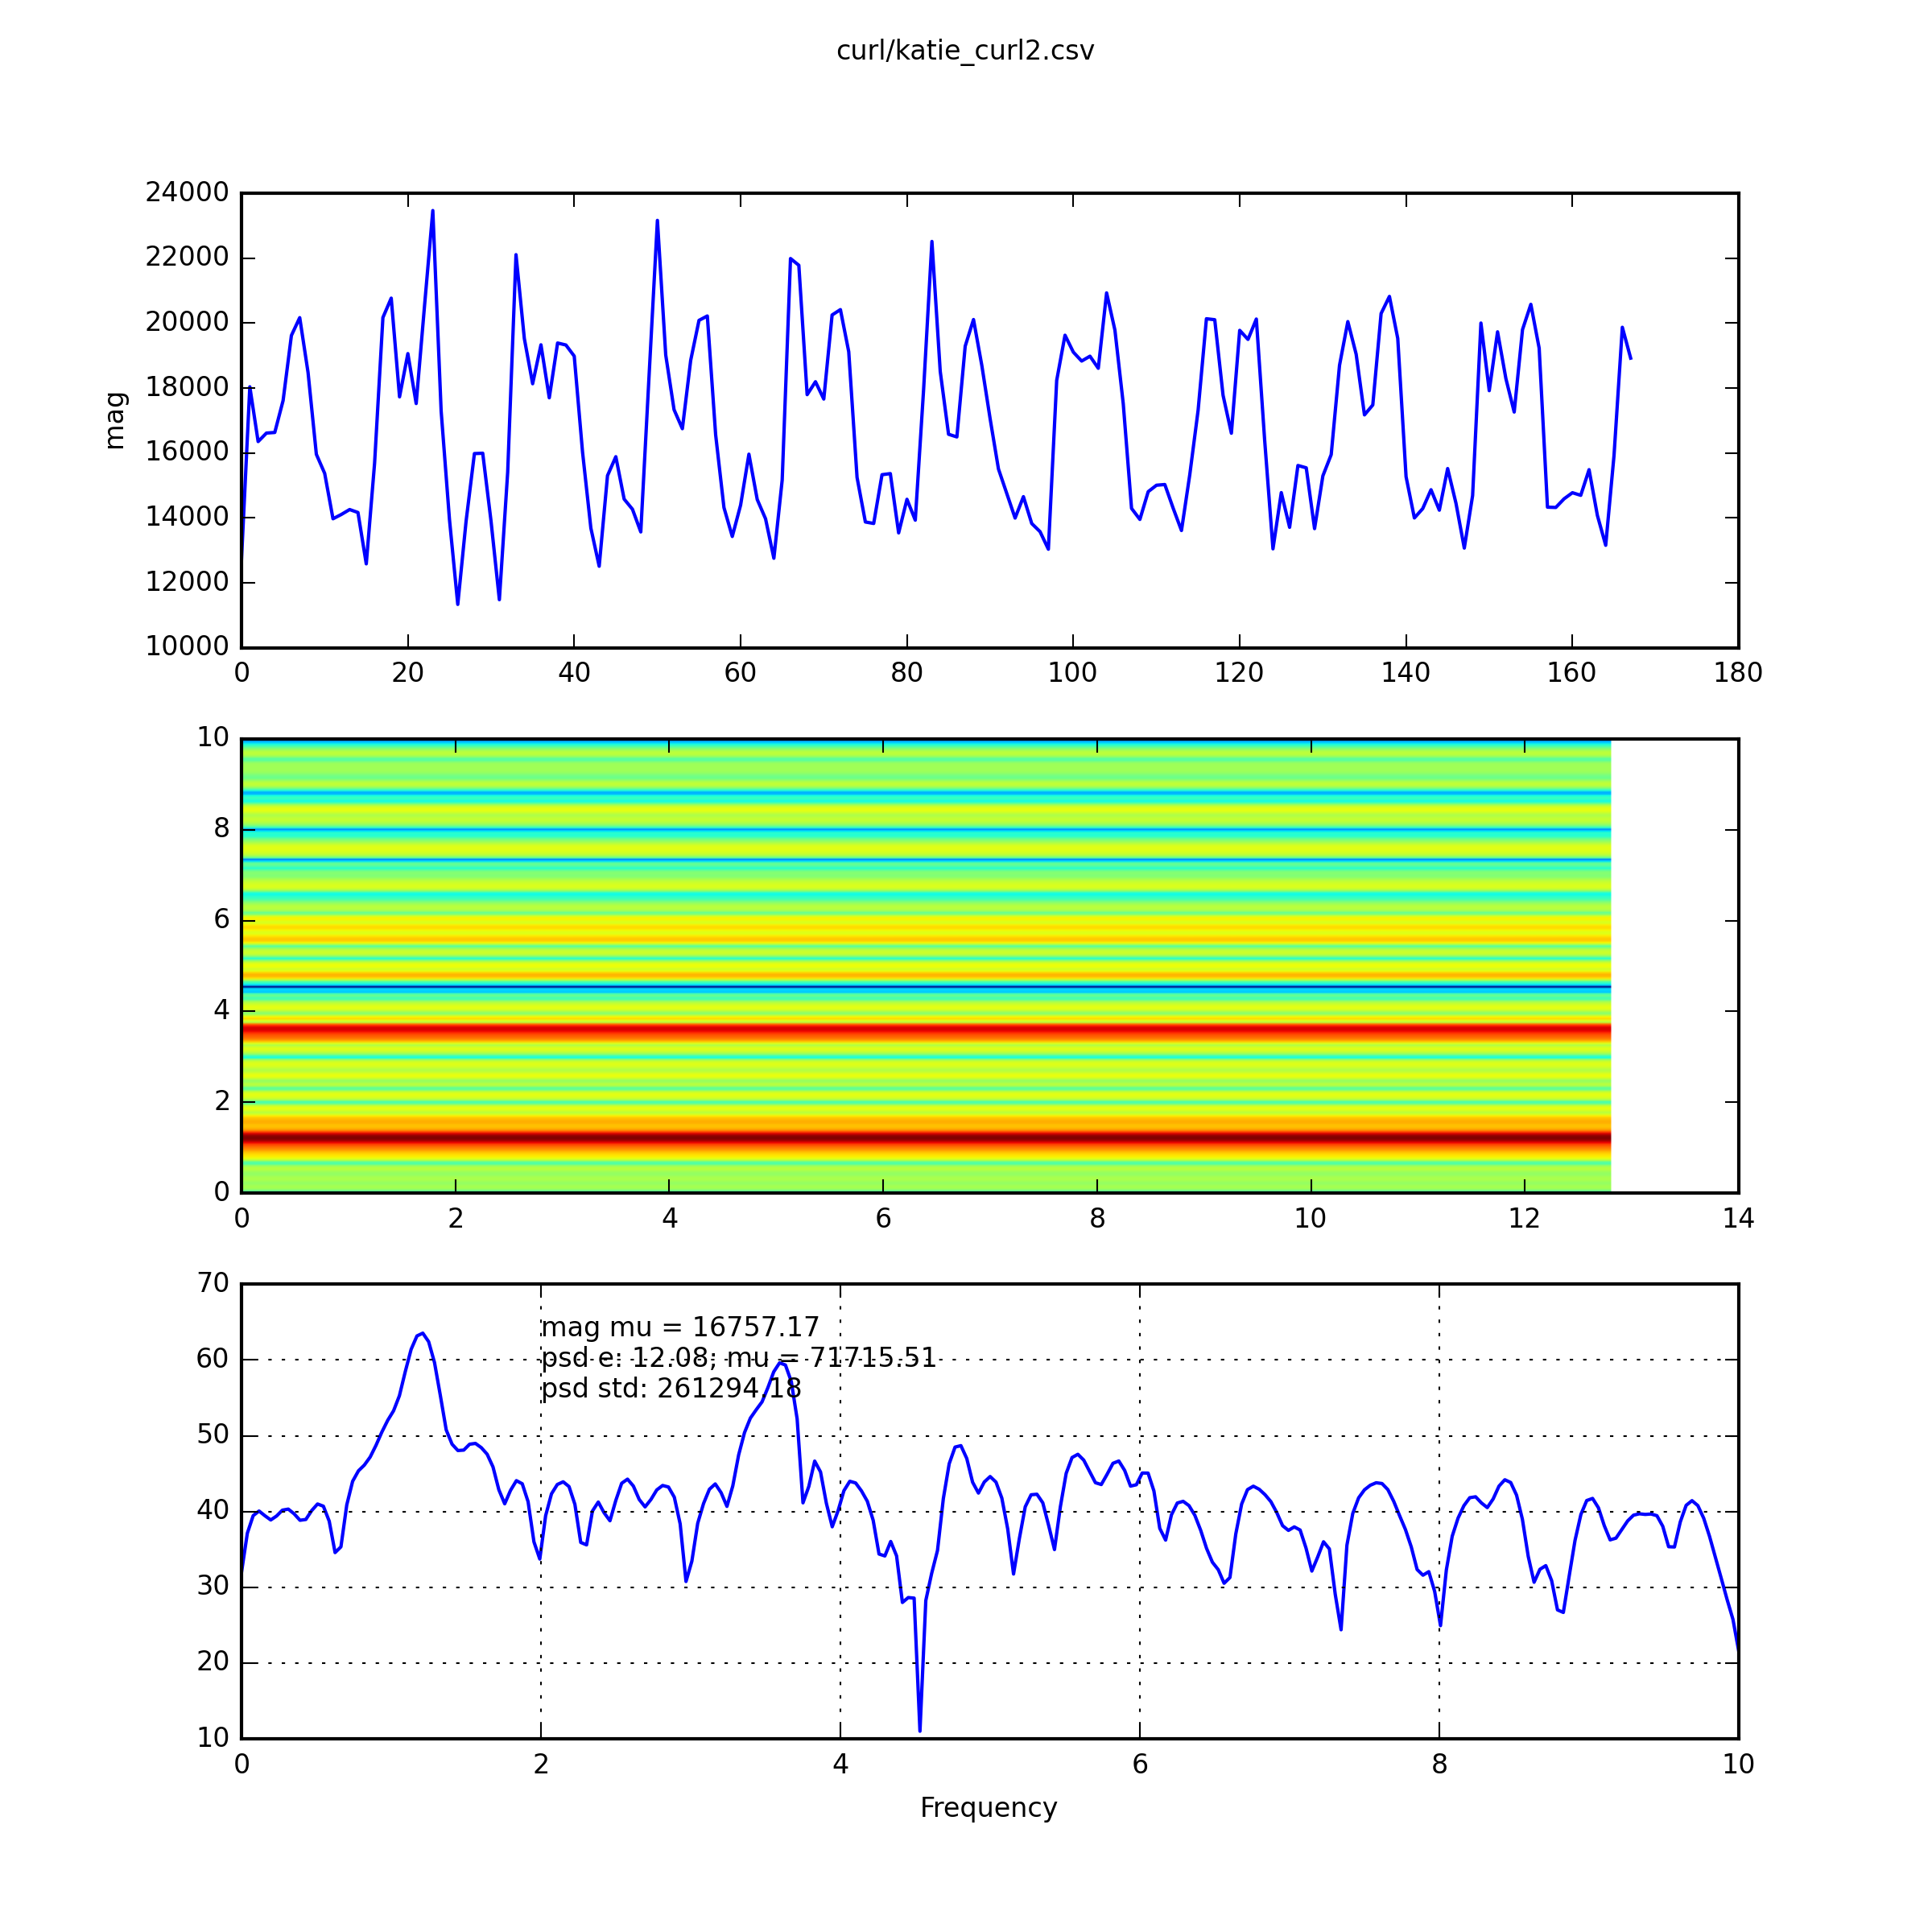 curl/katie_curl2.csv
24000
22000
20000
18000
16000
14000
12000
10000
mag
0 20 40 60 80 100 120 140 160 180
10
8
6
4
2
0
0 2 4 6 8 10 12 14
70
60
50
40
30
20
10
mag mu = 16757.17
psd e: 12.08; mu = 71715.51
psd std: 261294.18
0 2 4 6 8 10
Frequency